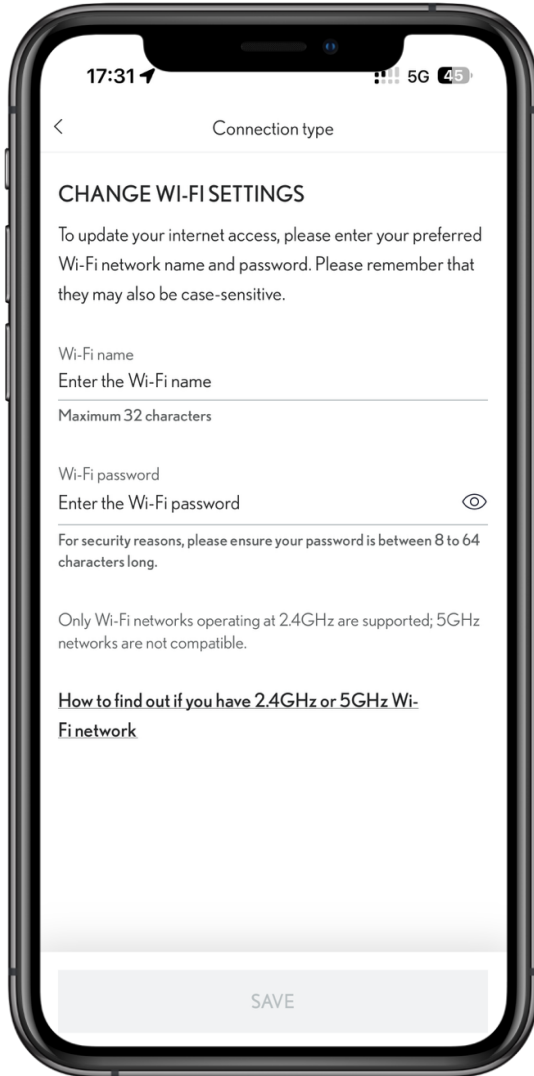 17:31
5G 45
Connection type
CHANGE WI-FI SETTINGS
To update your internet access, please enter your preferred
Wi-Fi network name and password. Please remember that
they may also be case-sensitive.
Wi-Fi name
Enter the Wi-Fi name
Maximum 32 characters
Wi-Fi password
Enter the Wi-Fi password
For security reasons, please ensure your password is between 8 to 64
characters long.
Only Wi-Fi networks operating at 2.4GHz are supported; 5GHz
networks are not compatible.
How to find out if you have 2.4GHz or 5GHz Wi-
Fi network
SAVE